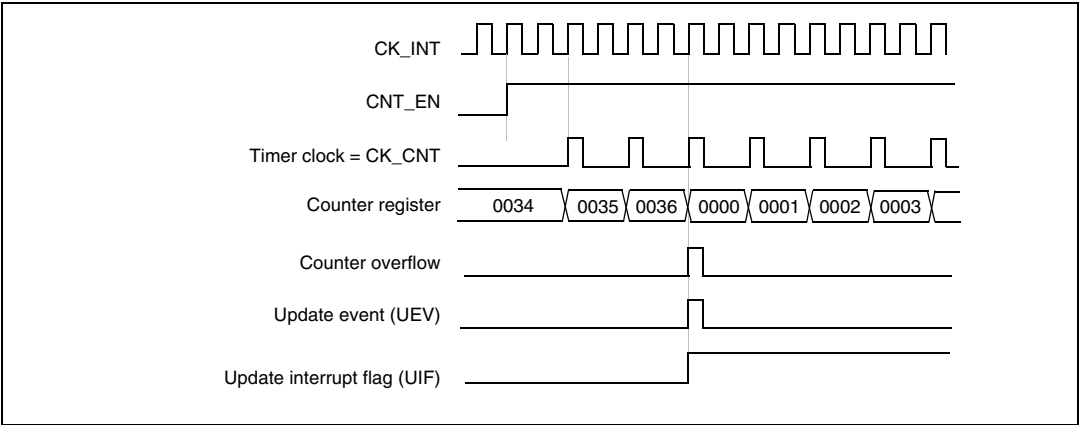 CK_INT
CNT_EN
Timer clock = CK_CNT
Counter register 0034 0035 0036 0000 0001 0002 0003
Counter overflow
Update event (UEV)
Update interrupt flag (UIF)